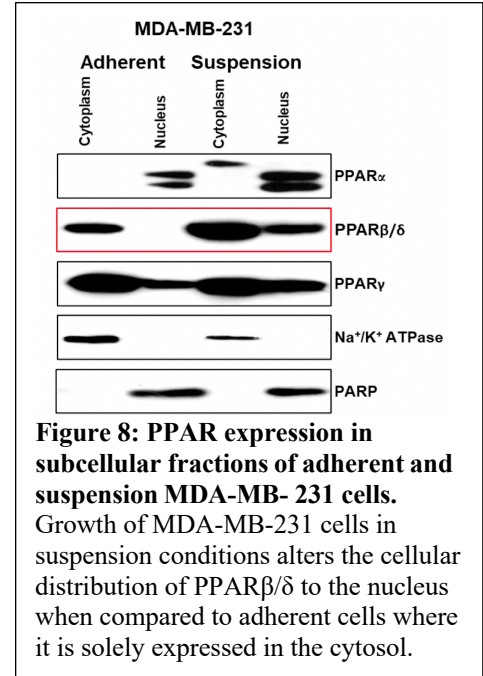 MDA-MB-231
Adherent Suspension
Cytoplasm Nucleus Cytoplasm Nucleus
PPARα
PPARβ/δ
PPARγ
Na⁺/K⁺ ATPase
PARP
Figure 8: PPAR expression in
subcellular fractions of adherent and
suspension MDA-MB- 231 cells.
Growth of MDA-MB-231 cells in
suspension conditions alters the cellular
distribution of PPARβ/δ to the nucleus
when compared to adherent cells where
it is solely expressed in the cytosol.